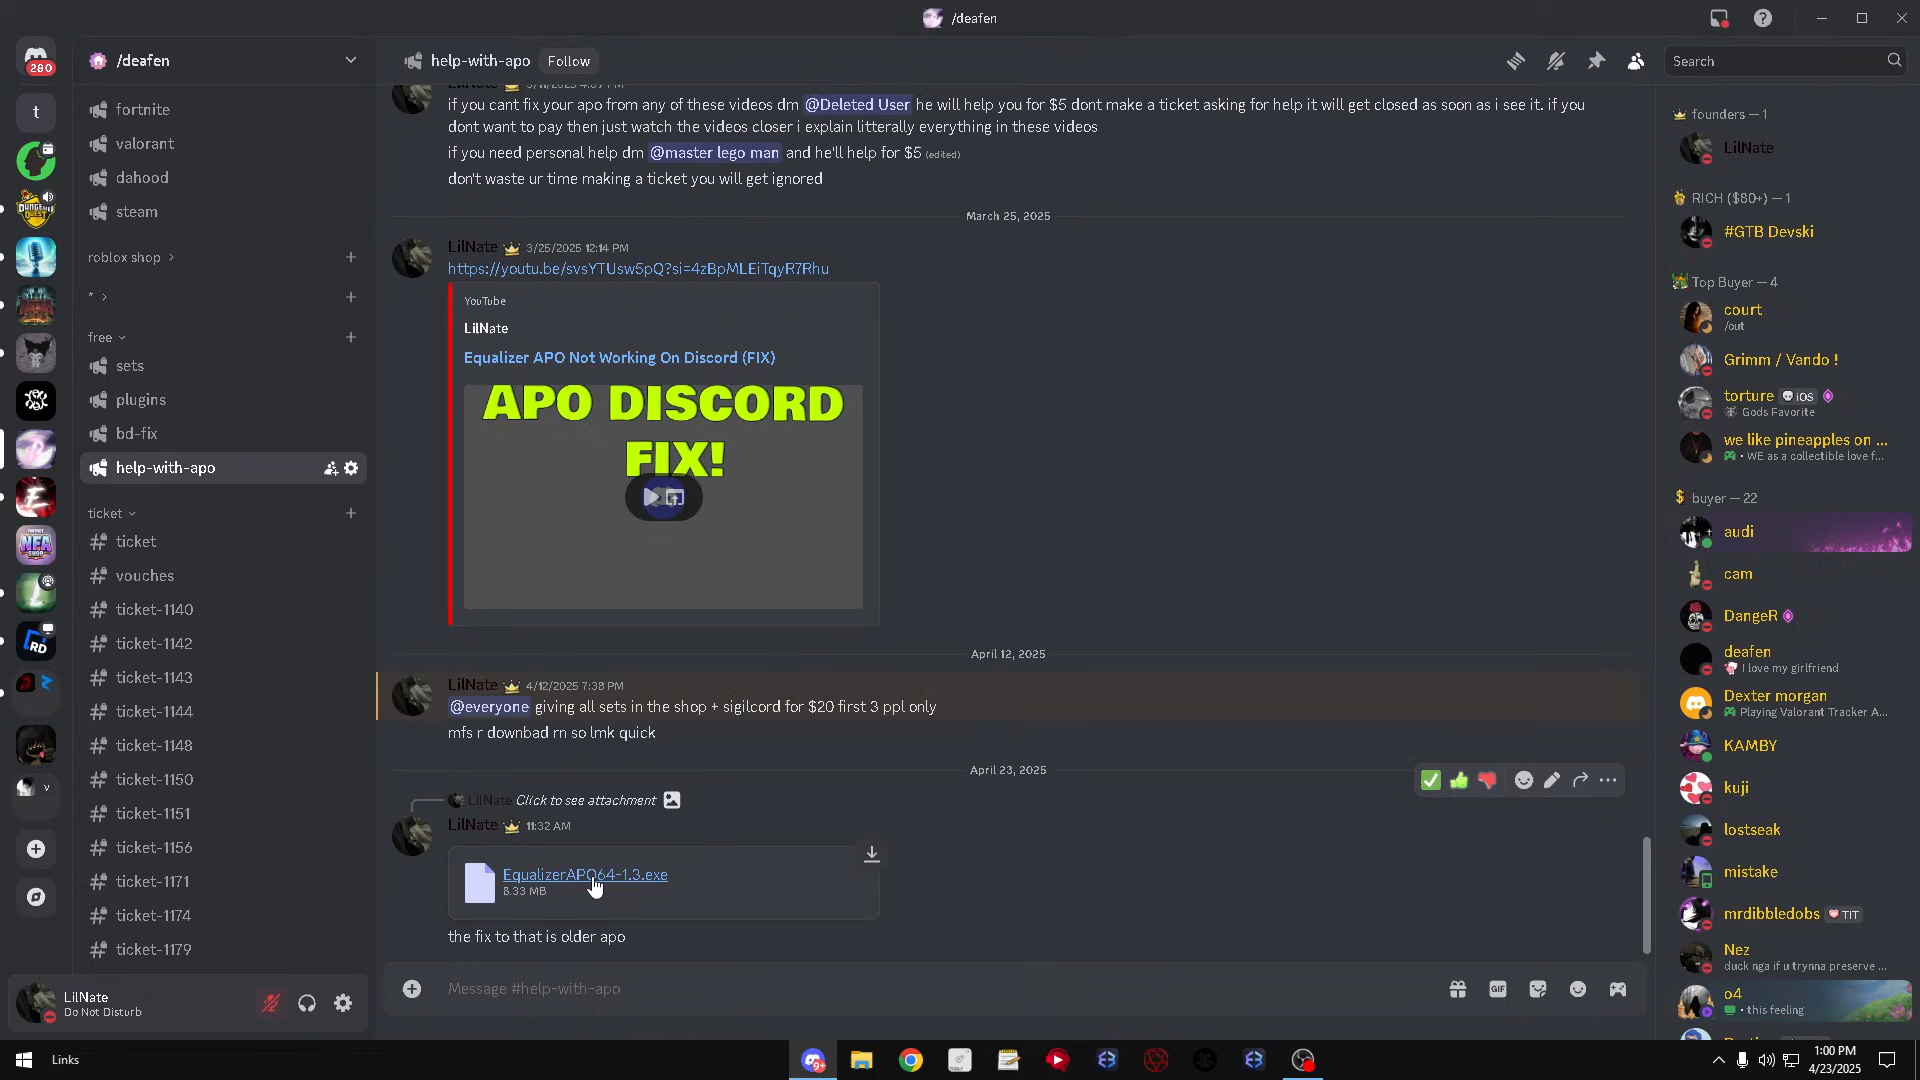 /deafen
280
/deafen
help-with-apo
Follow
Search
t
fortnite
valorant
dahood
steam
roblox shop
*
free
sets
plugins
bd-fix
help-with-apo
ticket
ticket
vouches
ticket-1140
ticket-1142
ticket-1143
ticket-1144
ticket-1148
ticket-1150
ticket-1151
ticket-1156
ticket-1171
ticket-1174
ticket-1179
LilNate
Do Not Disturb
if you cant fix your apo from any of these videos dm @Deleted User he will help you for $5 dont make a ticket asking for help it will get closed as soon as i see it. if you
dont want to pay then just watch the videos closer i explain litterally everything in these videos
if you need personal help dm @master lego man and he'll help for $5 (edited)
don't waste ur time making a ticket you will get ignored
March 25, 2025
LilNate 3/25/2025 12:14 PM
https://youtu.be/svsYTUsw5pQ?si=4zBpMLEiTqyR7Rhu
YouTube
LilNate
Equalizer APO Not Working On Discord (FIX)
APO DISCORD
FIX!
April 12, 2025
LilNate 4/12/2025 7:38 PM
@everyone giving all sets in the shop + sigilcord for $20 first 3 ppl only
mfs r downbad rn so lmk quick
April 23, 2025
LilNate Click to see attachment
LilNate 11:32 AM
EqualizerAPO64-1.3.exe
8.33 MB
the fix to that is older apo
Message #help-with-apo
GIF
founders — 1
LilNate
RICH ($80+) — 1
#GTB Devski
Top Buyer — 4
court
/out
Grimm / Vando !
torture iOS
Gods Favorite
we like pineapples on ...
• WE as a collectible love f...
buyer — 22
audi
cam
DangeR
deafen
I love my girlfriend
Dexter morgan
Playing Valorant Tracker A...
KAMBY
kuji
lostseak
mistake
mrdibbledobs TIT
Nez
duck nga if u trynna preserve ...
o4
• this feeling
Links
9+
1:00 PM
4/23/2025